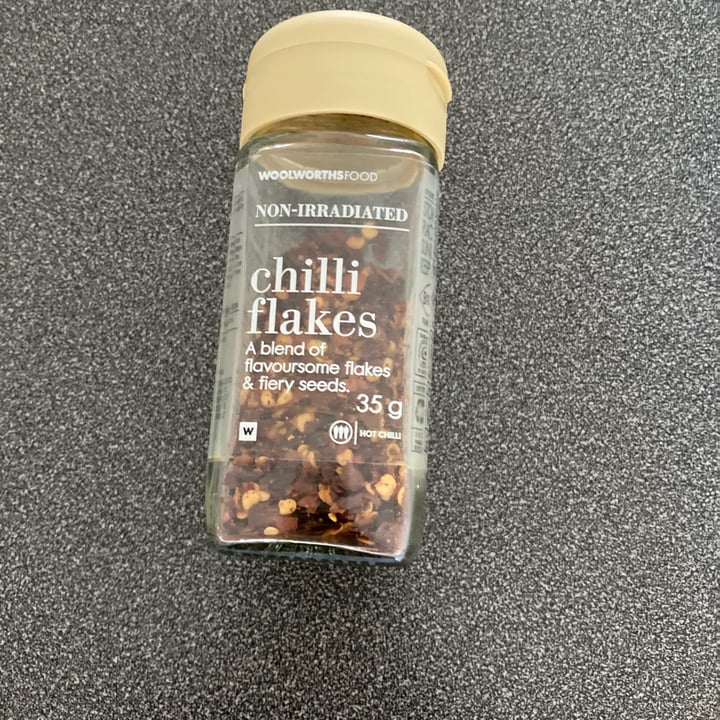 WOOLWORTHSFOOD
NON-IRRADIATED
chilli
flakes
A blend of
flavoursome flakes
& fiery seeds.
35 g
W
HOT CHILLI